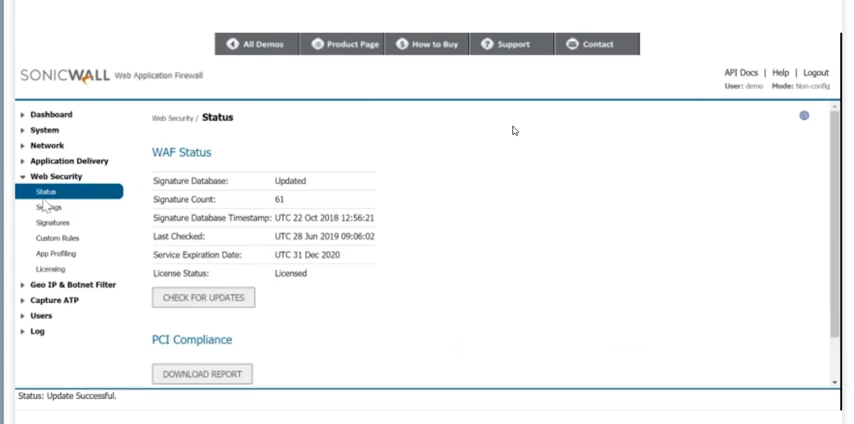 All Demos Product Page How to Buy Support Contact
SONICWALL Web Application Firewall
API Docs | Help | Logout
User: demo Mode: Non-config
Dashboard
System
Network
Application Delivery
Web Security
Status
Signatures
Custom Rules
App Profiling
Licensing
Geo IP & Botnet Filter
Capture ATP
Users
Log
Web Security / Status
WAF Status
Signature Database: Updated
Signature Count: 61
Signature Database Timestamp: UTC 22 Oct 2018 12:56:21
Last Checked: UTC 28 Jun 2019 09:06:02
Service Expiration Date: UTC 31 Dec 2020
License Status: Licensed
CHECK FOR UPDATES
PCI Compliance
DOWNLOAD REPORT
Status: Update Successful.